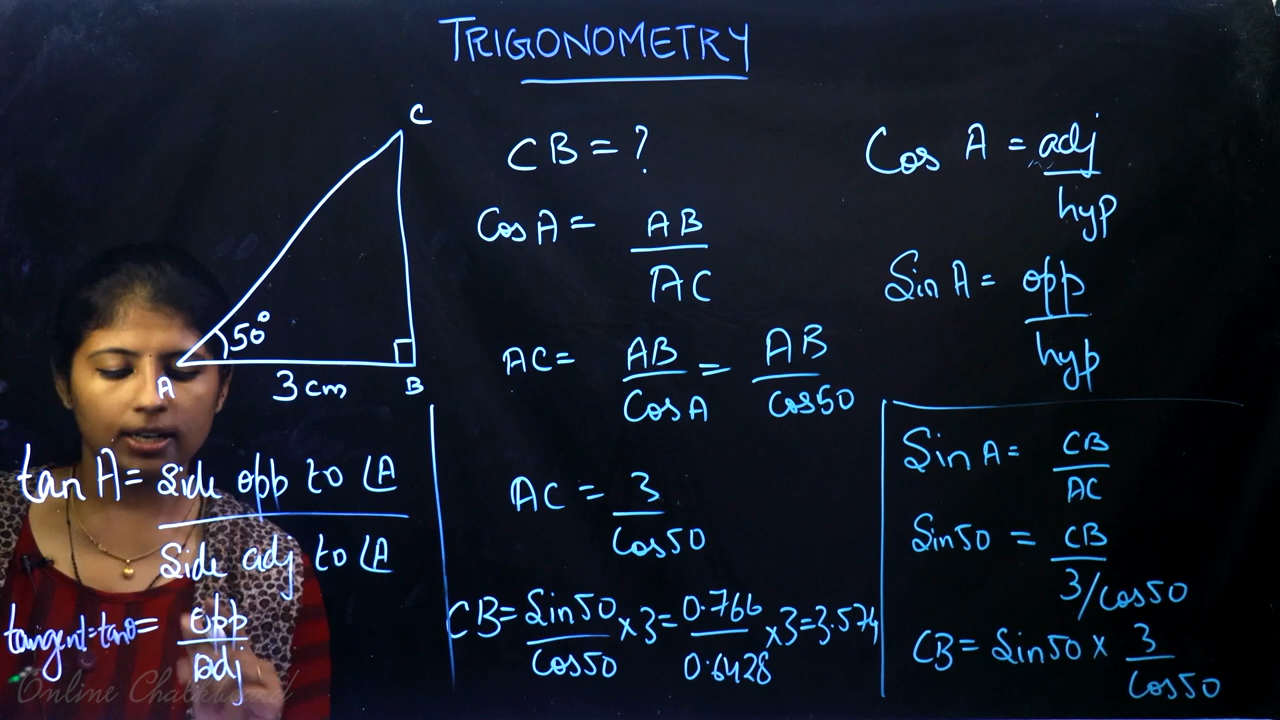 TRIGONOMETRY
C
50°
A
3 cm
B
tan A = Side opp to ∠A / Side adj to ∠A
tangent = tanθ = opp / adj
CB = ?
Cos A = AB / AC
AC = AB / Cos A = AB / cos 50
AC = 3 / Cos 50
CB = Sin 50 / Cos 50 × 3 = 0.766 / 0.6428 × 3 = 3.574
Cos A = adj / hyp
Sin A = opp / hyp
Sin A = CB / AC
Sin 50 = CB / 3/cos 50
CB = Sin 50 × 3 / Cos 50
Online Chalkboard